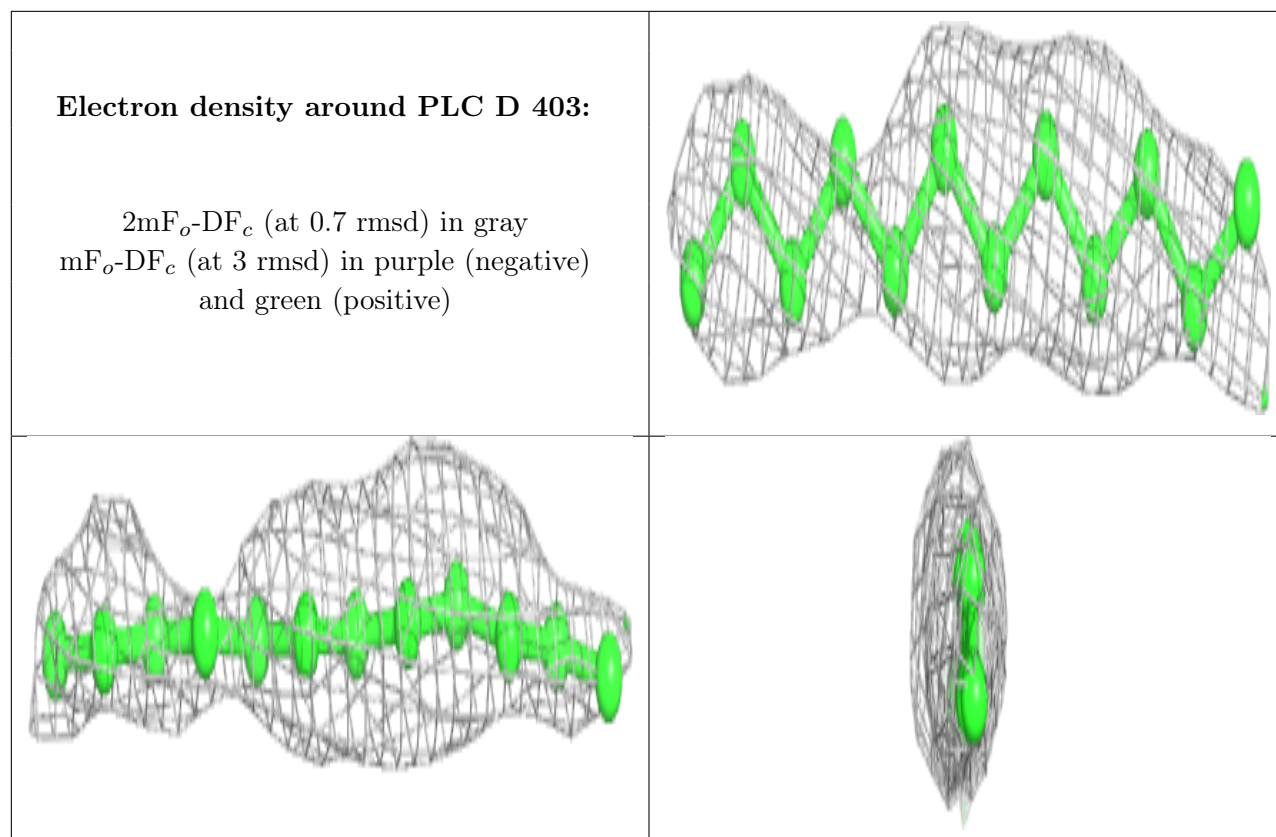 Electron density around PLC D 403:
2mFo-DFc (at 0.7 rmsd) in gray
mFo-DFc (at 3 rmsd) in purple (negative)
and green (positive)